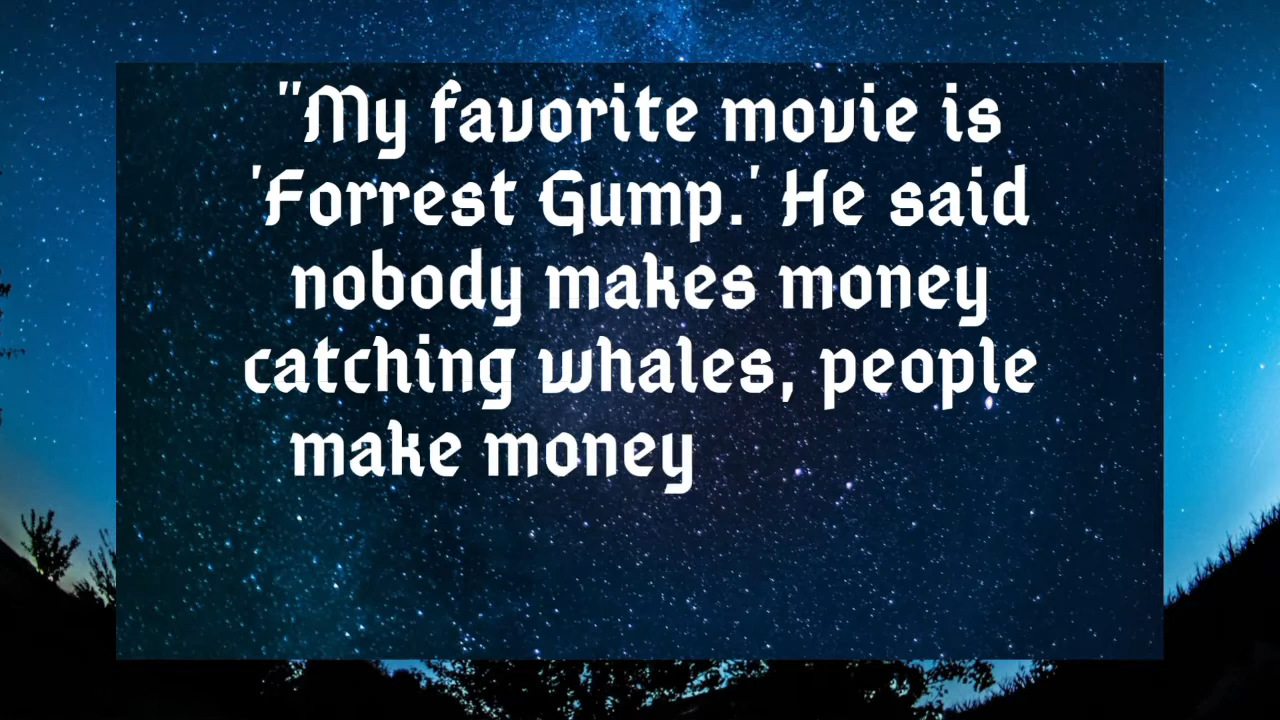 "My favorite movie is
'Forrest Gump.' He said
nobody makes money
catching whales, people
make money